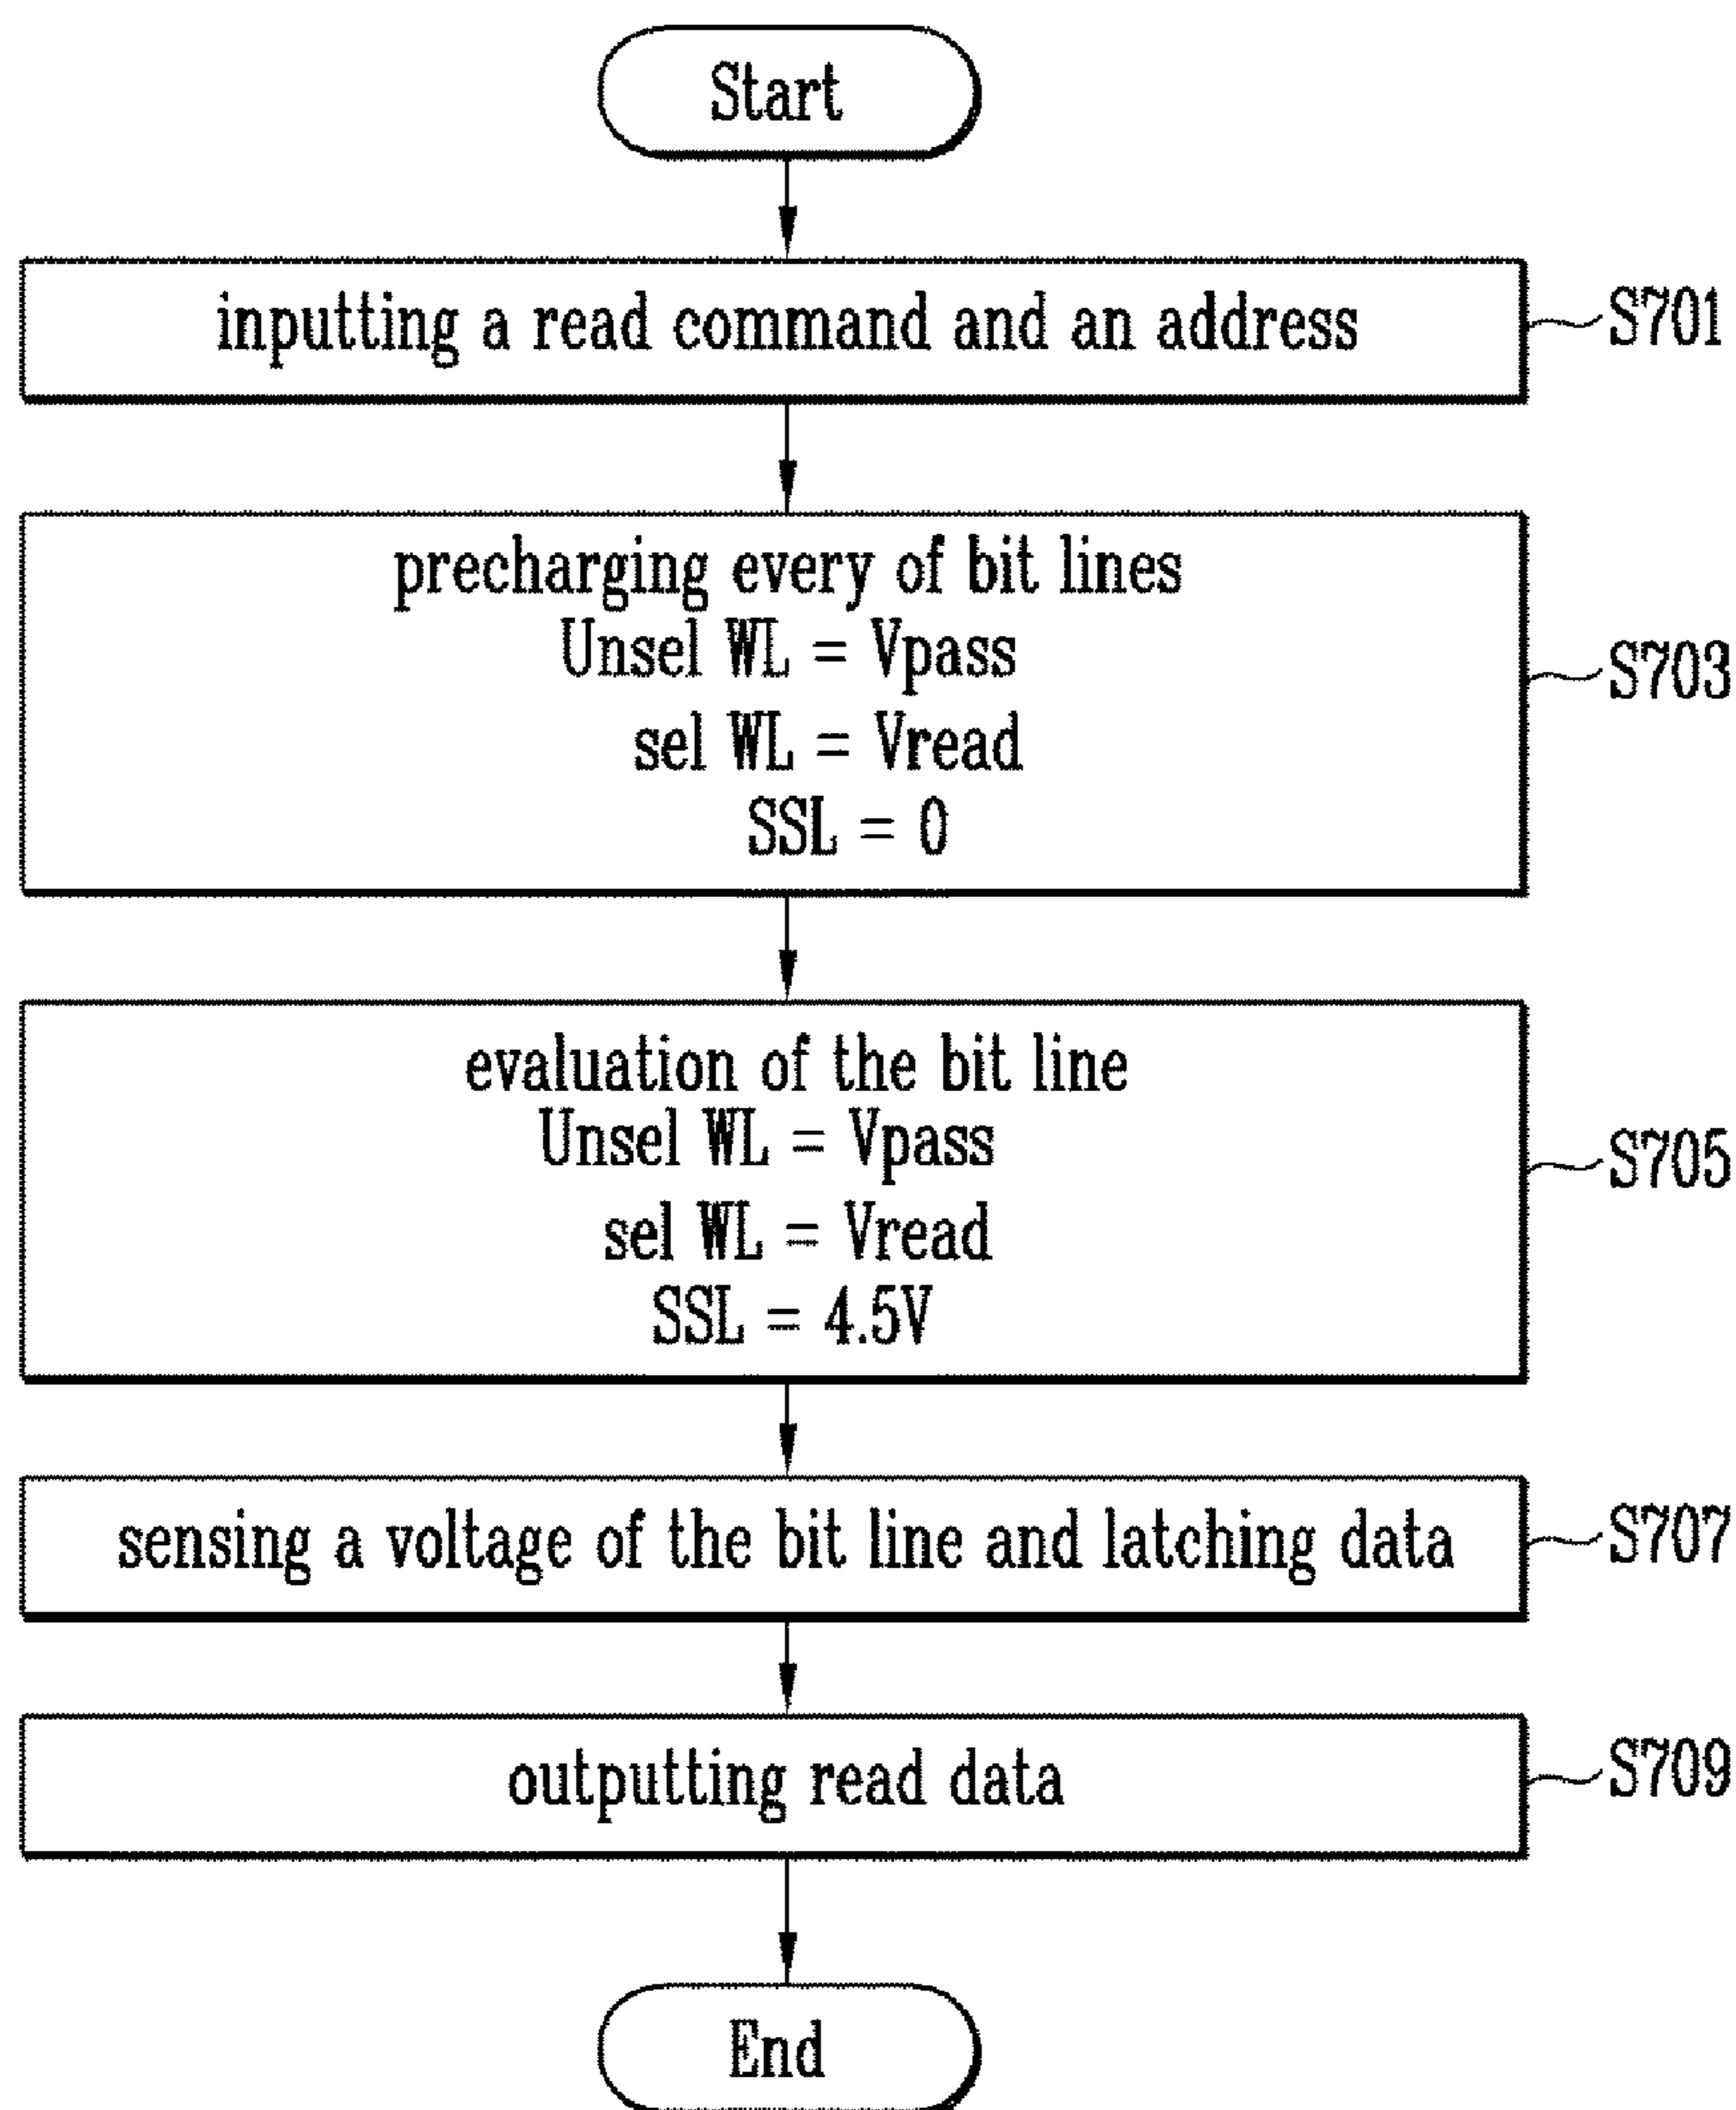 Start
inputting a read command and an address
S701
precharging every of bit lines
Unsel WL = Vpass
sel WL = Vread
SSL = 0
S703
evaluation of the bit line
Unsel WL = Vpass
sel WL = Vread
SSL = 4.5V
S705
sensing a voltage of the bit line and latching data
S707
outputting read data
S709
End